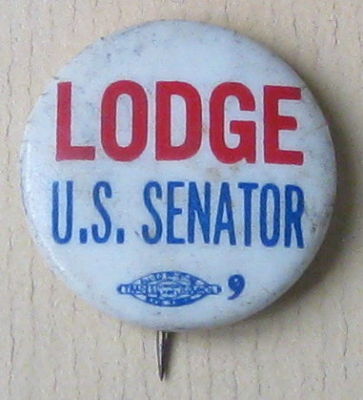 LODGE
U.S. SENATOR
9